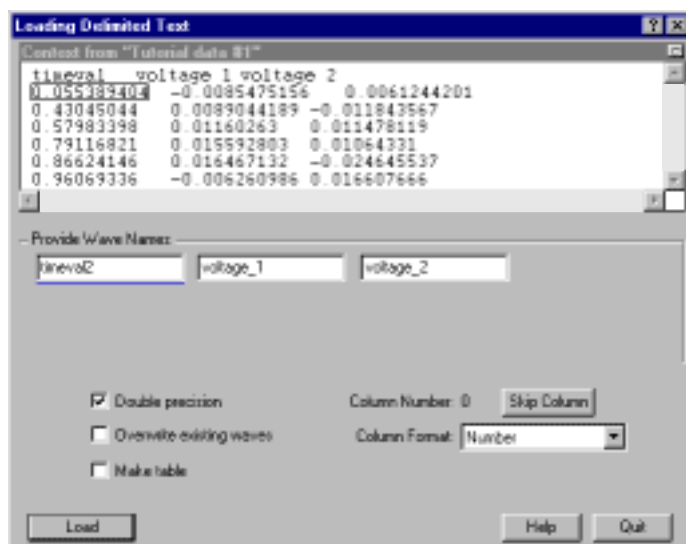 Loading Delimited Text
Context from "Tutorial data #1"
timeval voltage 1 voltage 2
0.055389404 -0.0085475156 0.0061244201
0.43045044 0.0089044189 -0.011843567
0.57983398 0.01160263 0.011478119
0.79116821 0.015592803 0.01064331
0.86624146 0.016467132 -0.024645537
0.96069336 -0.006260986 0.016607666
Provide Wave Names
timeval2 voltage_1 voltage_2
Double precision Column Number: 0 Skip Column
Overwrite existing waves Column Format: Number
Make table
Load Help Quit